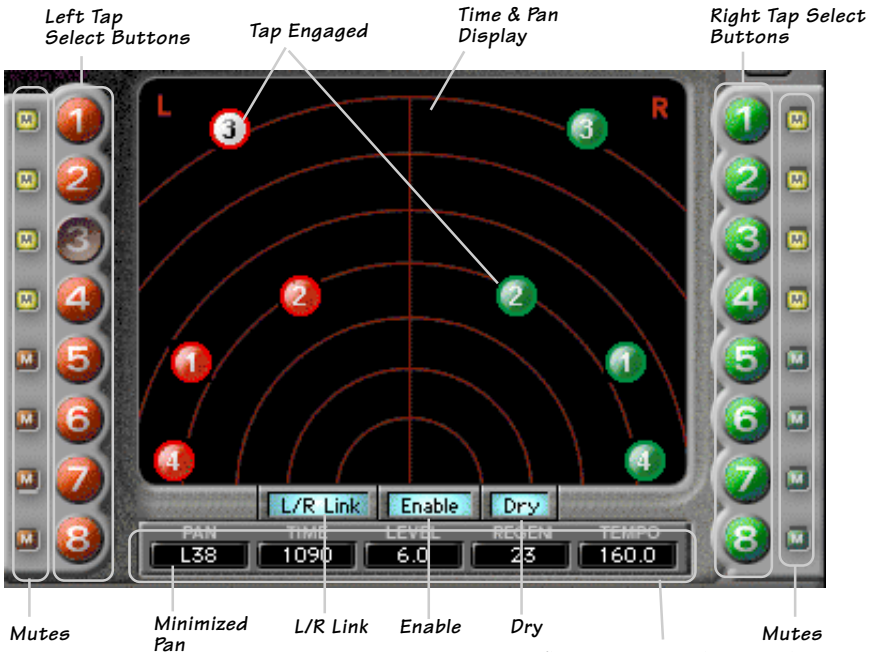 Left Tap
Select Buttons
Tap Engaged
Time & Pan
Display
Right Tap Select
Buttons
L
R
M 1 3 3 1 M
M 2 2 M
M 3 3 M
M 4 2 2 4 M
M 5 1 1 5 M
M 6 6 M
M 7 4 4 7 M
L/R Link Enable Dry
M 8 8 M
PAN TIME LEVEL REGEN TEMPO
L38 1090 6.0 23 160.0
Mutes
Minimized
Pan
L/R Link
Enable
Dry
Mutes